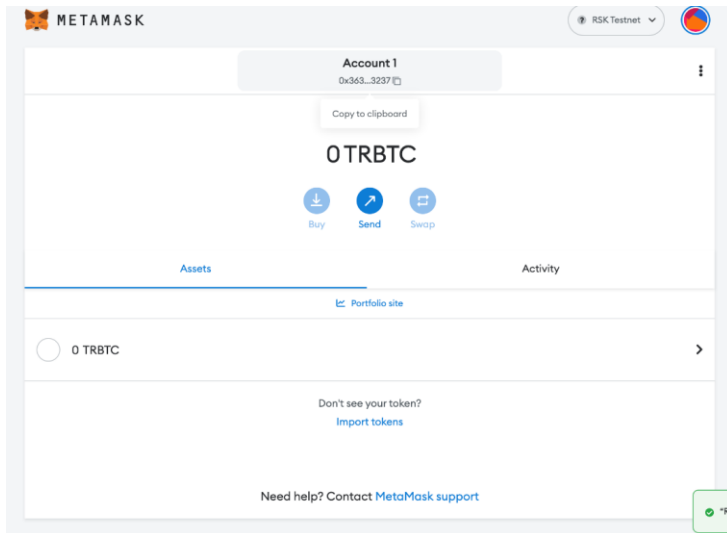 METAMASK
RSK Testnet
Account 1
0x363...3237
Copy to clipboard
0 TRBTC
Buy Send Swap
Assets Activity
Portfolio site
0 TRBTC
Don't see your token?
Import tokens
Need help? Contact MetaMask support